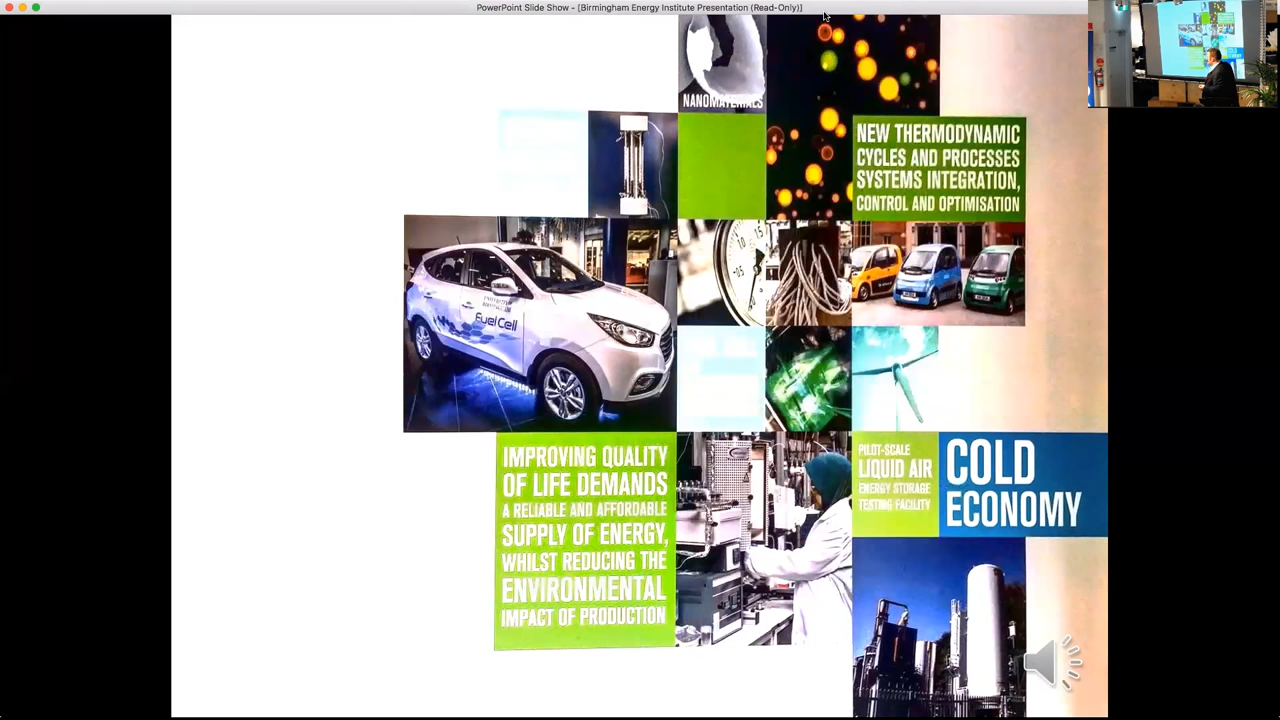 PowerPoint Slide Show - [Birmingham Energy Institute Presentation (Read-Only)]
NANOMATERIALS
NEW THERMODYNAMIC
CYCLES AND PROCESSES
SYSTEMS INTEGRATION,
CONTROL AND OPTIMISATION
Fuel Cell
IMPROVING QUALITY
OF LIFE DEMANDS
A RELIABLE AND AFFORDABLE
SUPPLY OF ENERGY,
WHILST REDUCING THE
ENVIRONMENTAL
IMPACT OF PRODUCTION
PILOT-SCALE
LIQUID AIR
ENERGY STORAGE
TESTING FACILITY
COLD
ECONOMY